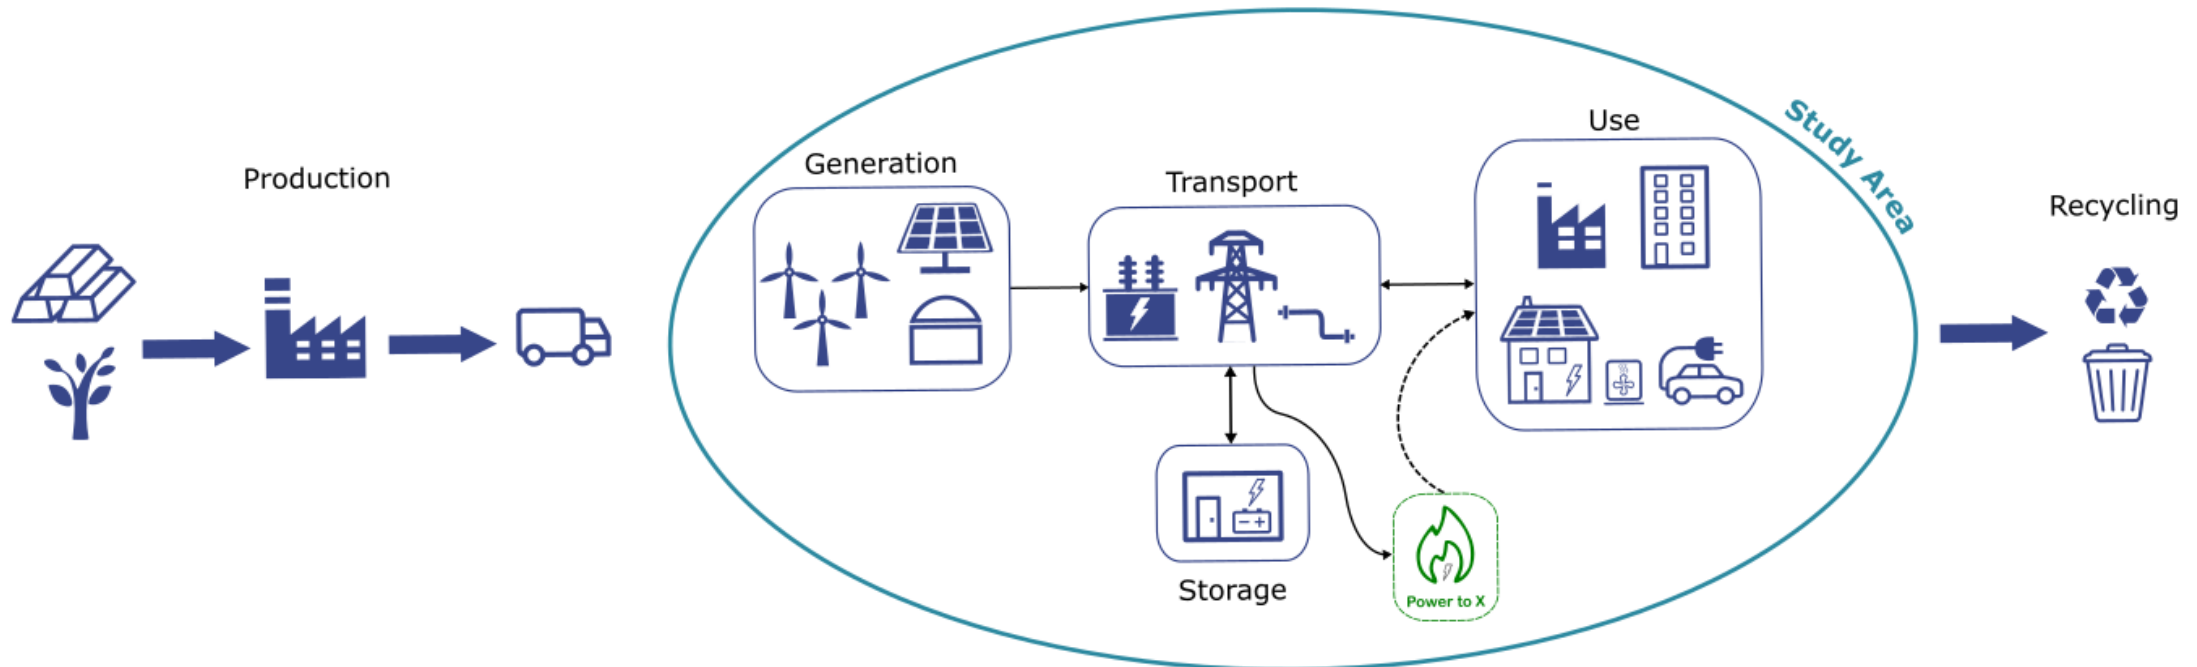 Production
Generation
Transport
Use
Study Area
Recycling
Storage
Power to X